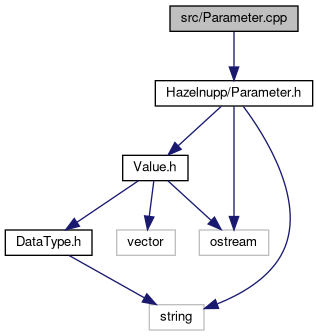 src/Parameter.cpp
Hazelnupp/Parameter.h
Value.h
DataType.h
vector
ostream
string